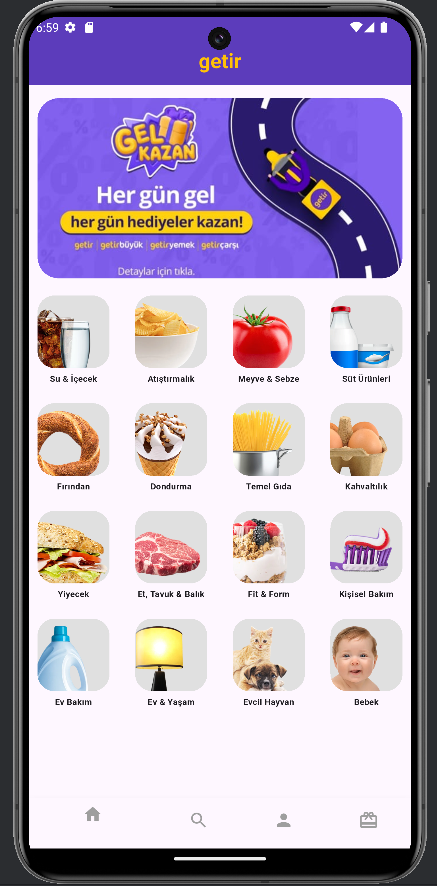 6:59
getir
GEL
KAZAN
Her gün gel
her gün hediyeler kazan!
getir | getirbüyük | getiryemek | getirçarşı
Detaylar için tıkla.
getir
Su & İçecek
Atıştırmalık
Meyve & Sebze
Süt Ürünleri
Fırından
Dondurma
Temel Gıda
Kahvaltılık
Yiyecek
Et, Tavuk & Balık
Fit & Form
Kişisel Bakım
Ev Bakım
Ev & Yaşam
Evcil Hayvan
Bebek